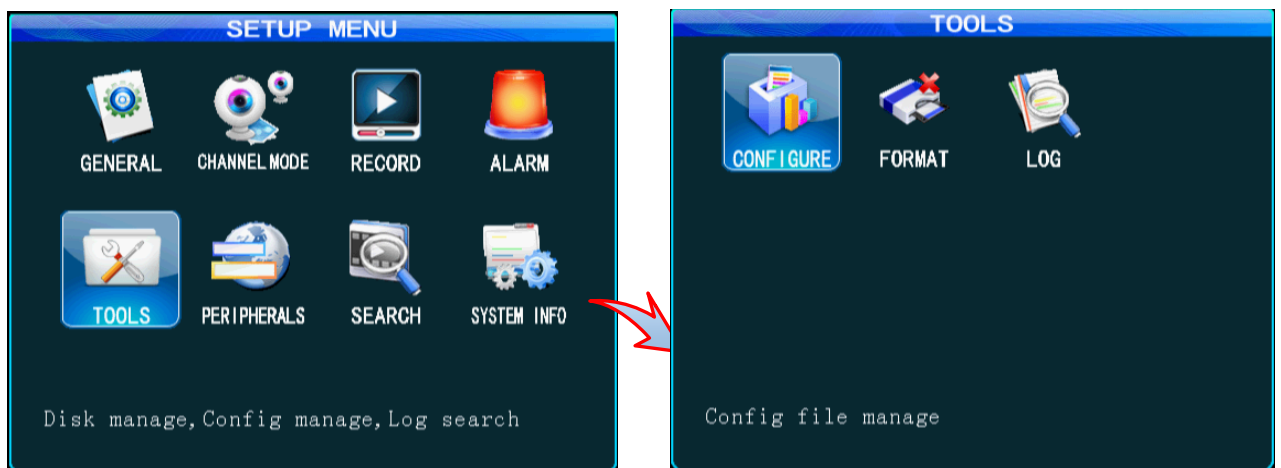 SETUP MENU
GENERAL CHANNEL MODE RECORD ALARM
TOOLS PERIPHERALS SEARCH SYSTEM INFO
Disk manage,Config manage,Log search
TOOLS
CONFIGURE FORMAT LOG
Config file manage